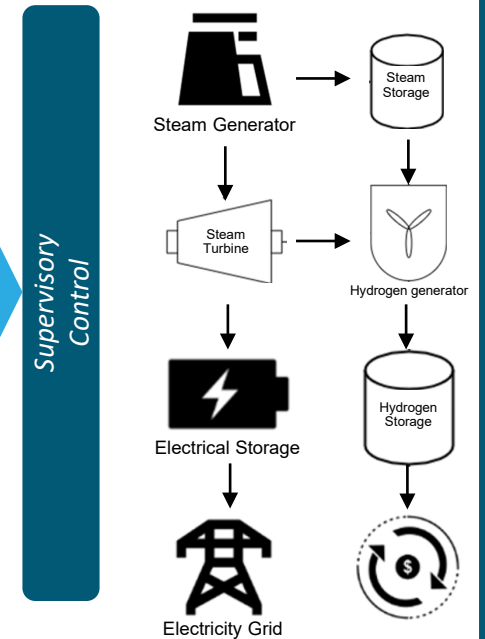 Supervisory
Control
Steam Generator
Steam
Storage
Steam
Turbine
Hydrogen generator
Electrical Storage
Hydrogen
Storage
$
Electricity Grid